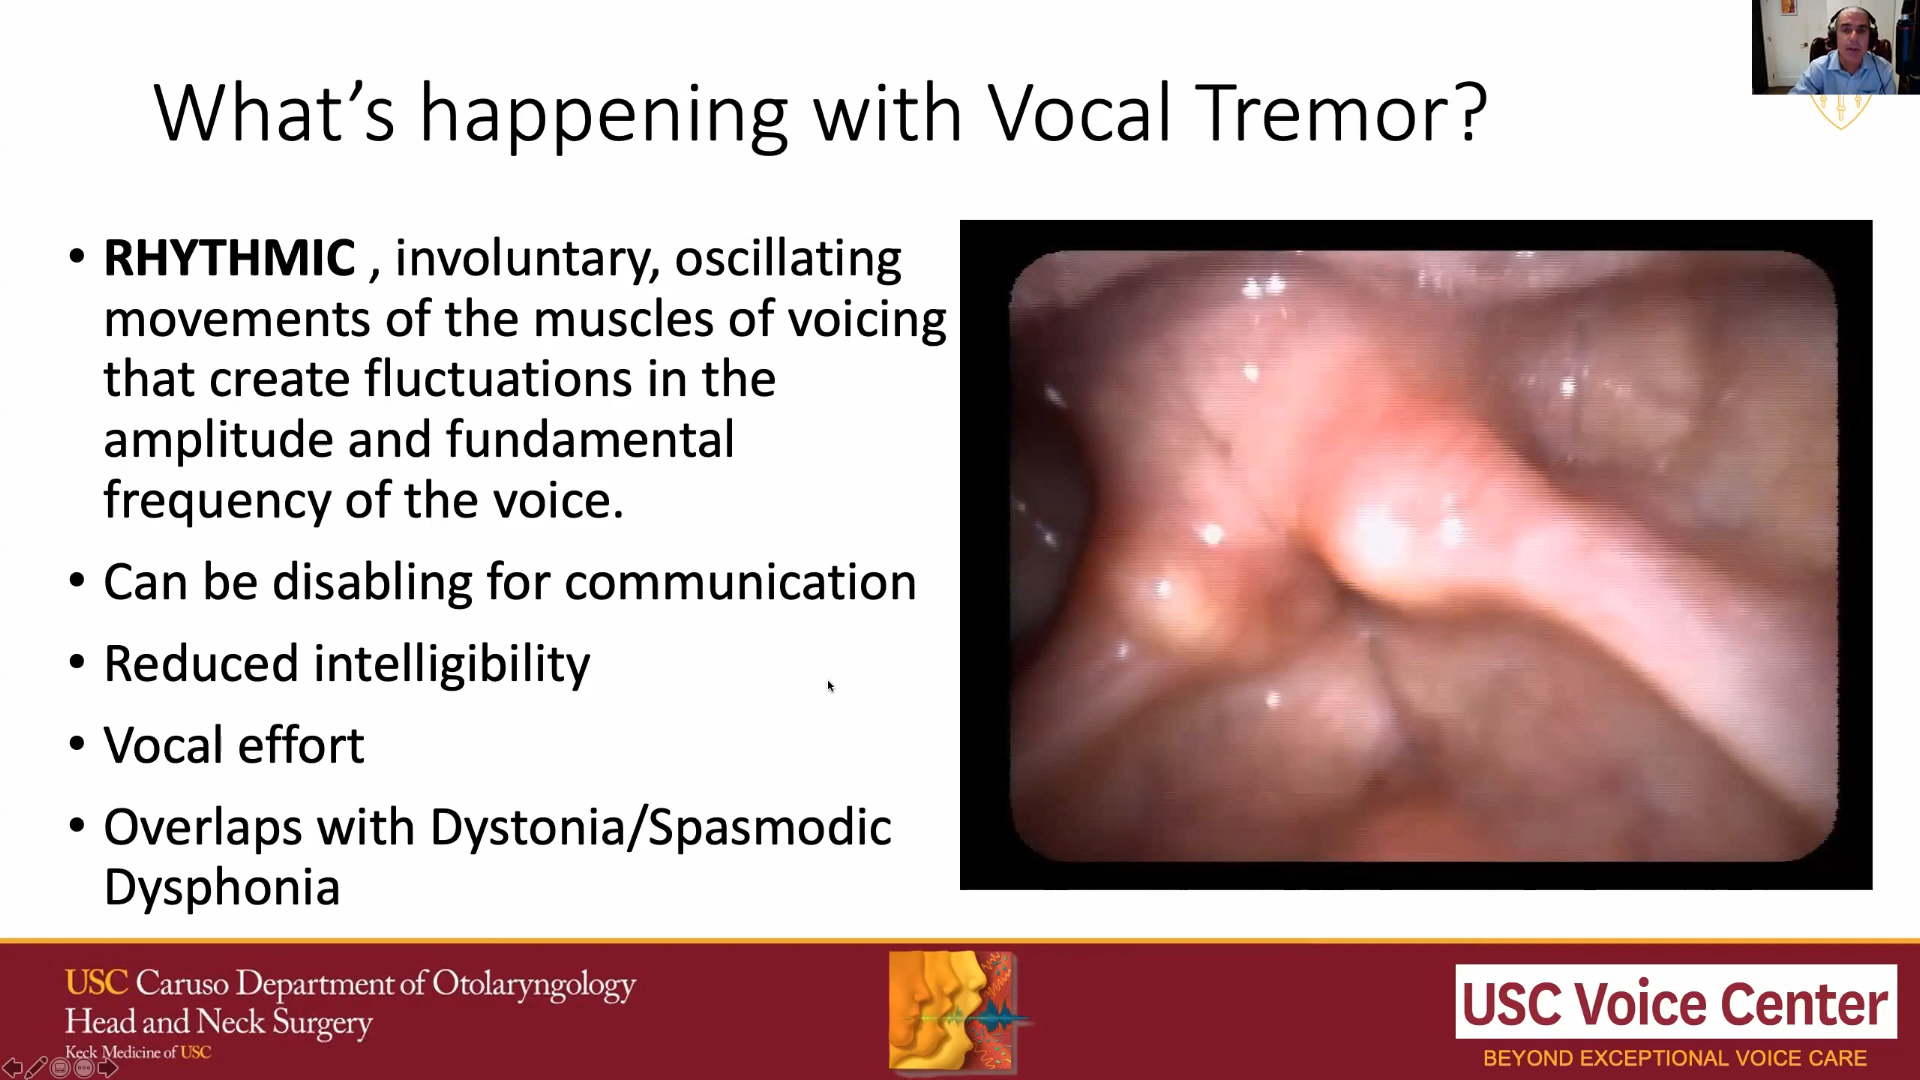 What's happening with Vocal Tremor?
• RHYTHMIC , involuntary, oscillating
movements of the muscles of voicing
that create fluctuations in the
amplitude and fundamental
frequency of the voice.
• Can be disabling for communication
• Reduced intelligibility
• Vocal effort
• Overlaps with Dystonia/Spasmodic
Dysphonia
USC Caruso Department of Otolaryngology
Head and Neck Surgery
Keck Medicine of USC
USC Voice Center
BEYOND EXCEPTIONAL VOICE CARE